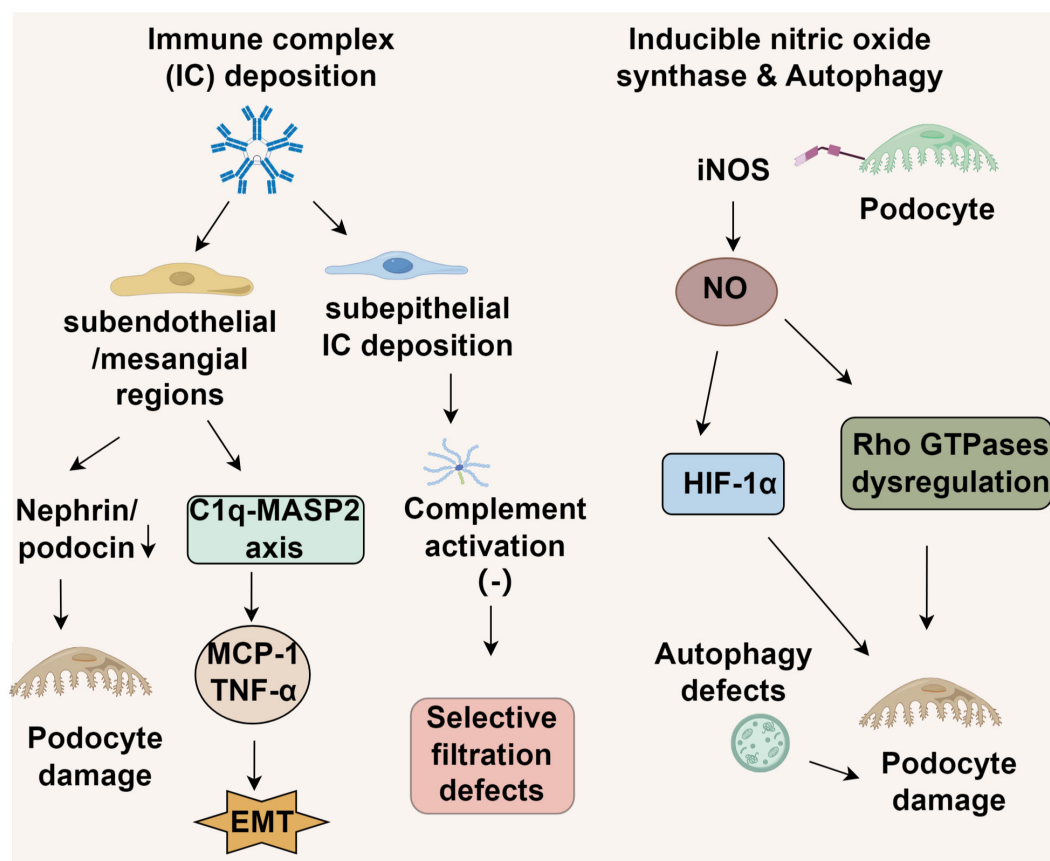 Immune complex
(IC) deposition
subendothelial
/mesangial
regions
subepithelial
IC deposition
Nephrin/
podocin↓
Podocyte
damage
C1q-MASP2
axis
MCP-1
TNF-α
EMT
Complement
activation
(-)
Selective
filtration
defects
Inducible nitric oxide
synthase & Autophagy
iNOS
Podocyte
NO
HIF-1α
Rho GTPases
dysregulation
Autophagy
defects
Podocyte
damage